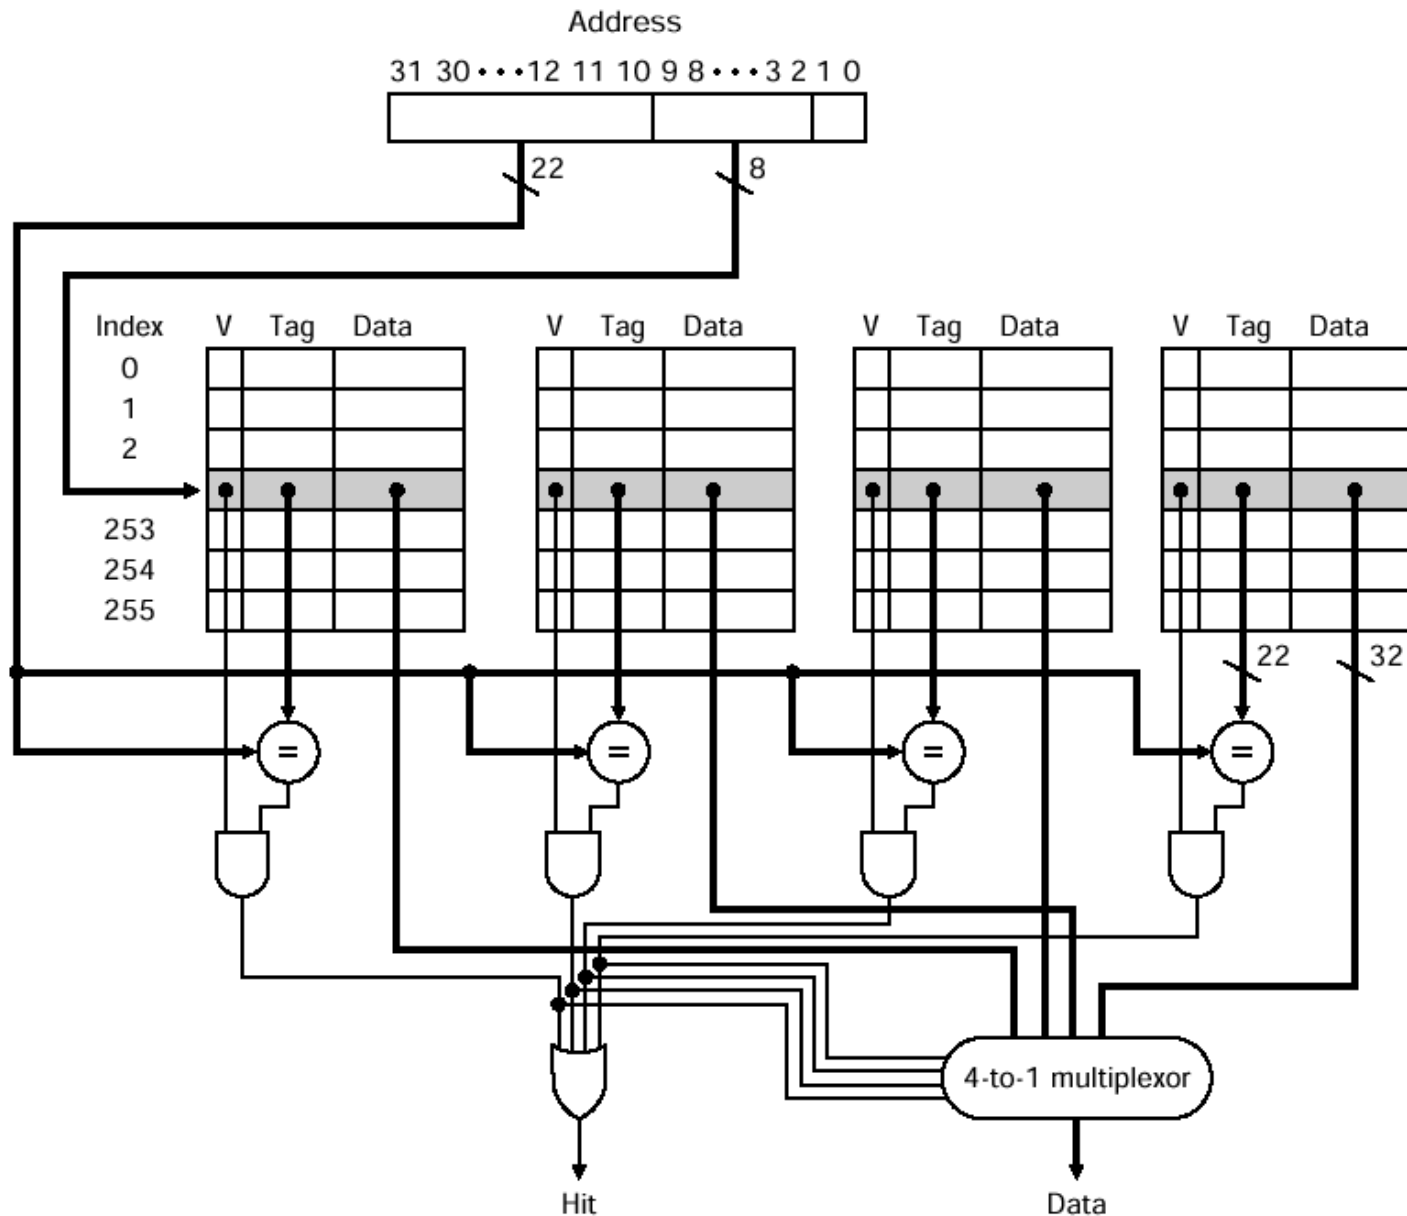 Address
31 30 • • • 12 11 10 9 8 • • • 3 2 1 0
22 8
Index V Tag Data V Tag Data V Tag Data V Tag Data
0
1
2
253
254
255
22 32
= = = =
4-to-1 multiplexor
Hit Data